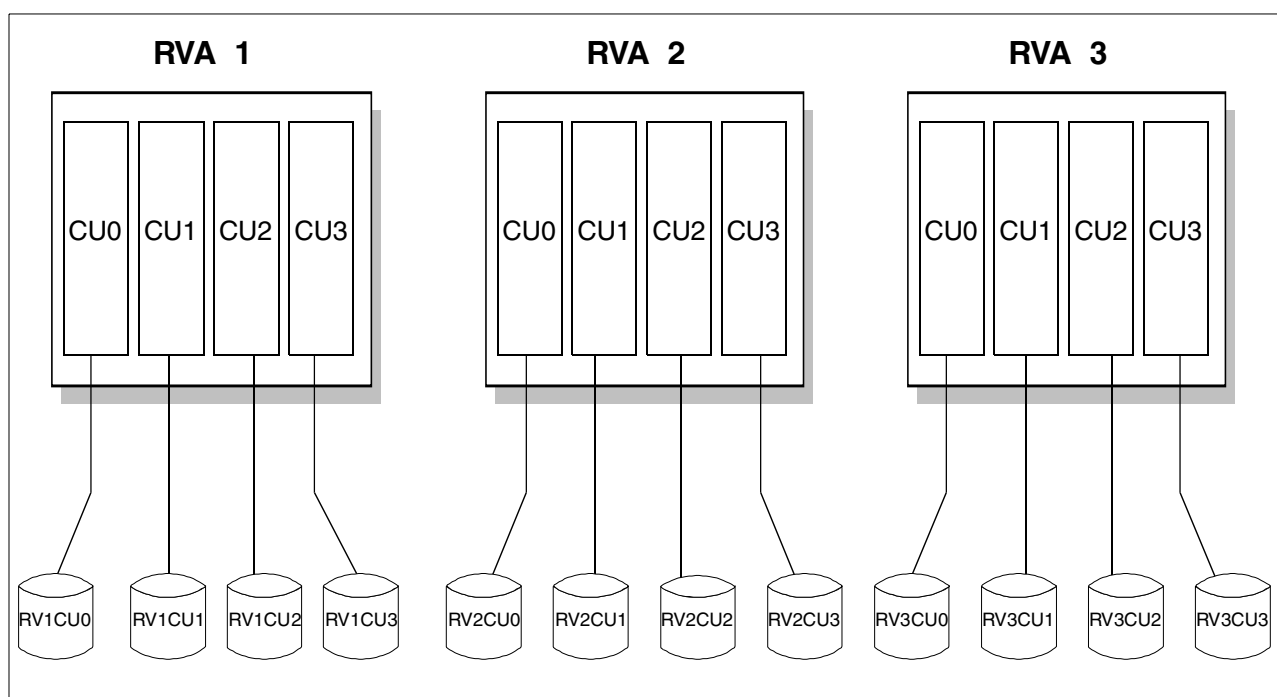 RVA 1
RVA 2
RVA 3
CU0
CU1
CU2
CU3
CU0
CU1
CU2
CU3
CU0
CU1
CU2
CU3
RV1CU0
RV1CU1
RV1CU2
RV1CU3
RV2CU0
RV2CU1
RV2CU2
RV2CU3
RV3CU0
RV3CU1
RV3CU2
RV3CU3